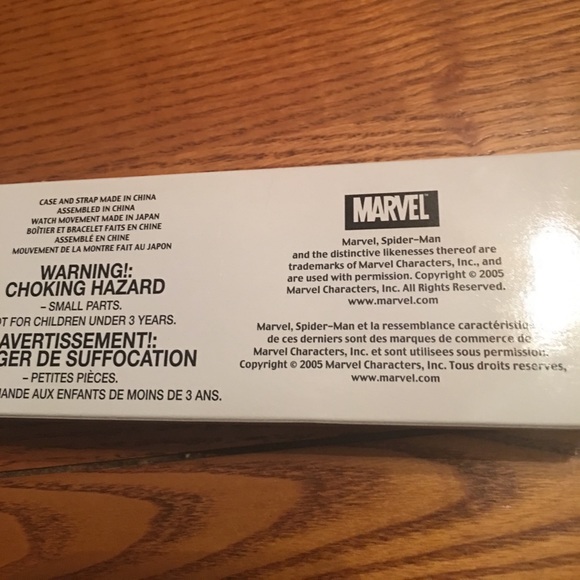 CASE AND STRAP MADE IN CHINA
ASSEMBLED IN CHINA
WATCH MOVEMENT MADE IN JAPAN
BOÎTIER ET BRACELET FAITS EN CHINE
ASSEMBLÉ EN CHINE
MOUVEMENT DE LA MONTRE FAIT AU JAPON
WARNING!:
CHOKING HAZARD
– SMALL PARTS.
OT FOR CHILDREN UNDER 3 YEARS.
AVERTISSEMENT!:
GER DE SUFFOCATION
– PETITES PIÈCES.
ANDE AUX ENFANTS DE MOINS DE 3 ANS.
MARVEL
Marvel, Spider-Man
and the distinctive likenesses thereof are
trademarks of Marvel Characters, Inc., and
are used with permission. Copyright © 2005
Marvel Characters, Inc. All Rights Reserved.
www.marvel.com
Marvel, Spider-Man et la ressemblance caractéristiq
de ces derniers sont des marques de commerce de
Marvel Characters, Inc. et sont utilisees sous permission.
Copyright © 2005 Marvel Characters, Inc. Tous droits reserves,
www.marvel.com